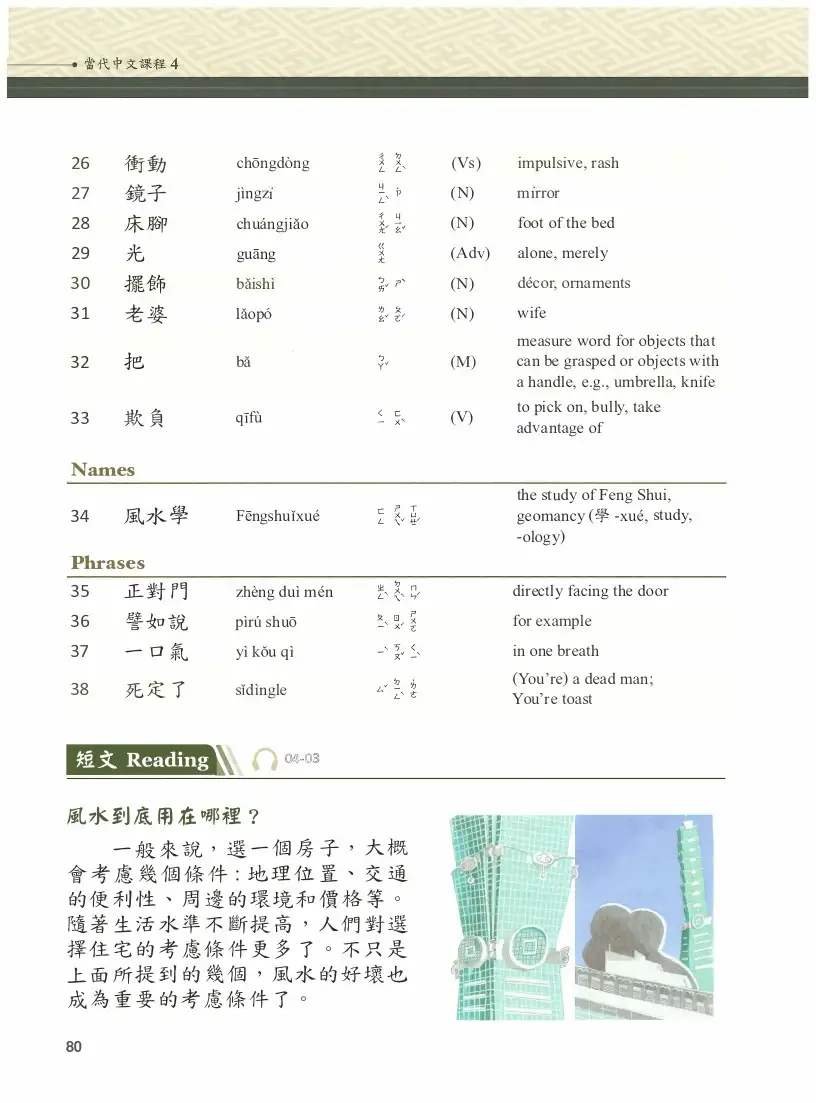 當代中文課程 4
26 衝動 chōngdòng ㄔㄨㄥ ㄉㄨㄥˋ (Vs) impulsive, rash
27 鏡子 jìngzi ㄐㄧㄥˋ ㄗ˙ (N) mirror
28 床腳 chuángjiǎo ㄔㄨㄤˊ ㄐㄧㄠˇ (N) foot of the bed
29 光 guāng ㄍㄨㄤ (Adv) alone, merely
30 擺飾 bǎishì ㄅㄞˇ ㄕˋ (N) décor, ornaments
31 老婆 lǎopó ㄌㄠˇ ㄆㄛˊ (N) wife
32 把 bǎ ㄅㄚˇ (M) measure word for objects that
can be grasped or objects with
a handle, e.g., umbrella, knife
33 欺負 qīfù ㄑㄧ ㄈㄨˋ (V) to pick on, bully, take
advantage of
Names
34 風水學 Fēngshuǐxué ㄈㄥ ㄕㄨㄟˇ ㄒㄩㄝˊ the study of Feng Shui,
geomancy (學 -xué, study,
-ology)
Phrases
35 正對門 zhèng duì mén ㄓㄥˋ ㄉㄨㄟˋ ㄇㄣˊ directly facing the door
36 譬如說 pìrú shuō ㄆㄧˋ ㄖㄨˊ ㄕㄨㄛ for example
37 一口氣 yì kǒu qì ㄧˋ ㄎㄡˇ ㄑㄧˋ in one breath
38 死定了 sǐdìngle ㄙˇ ㄉㄧㄥˋ ㄌㄜ˙ (You're) a dead man;
You're toast
短文 Reading 04-03
風水到底用在哪裡？
一般來說，選一個房子，大概
會考慮幾個條件：地理位置、交通
的便利性、周邊的環境和價格等。
隨著生活水準不斷提高，人們對選
擇住宅的考慮條件更多了。不只是
上面所提到的幾個，風水的好壞也
成為重要的考慮條件了。
80